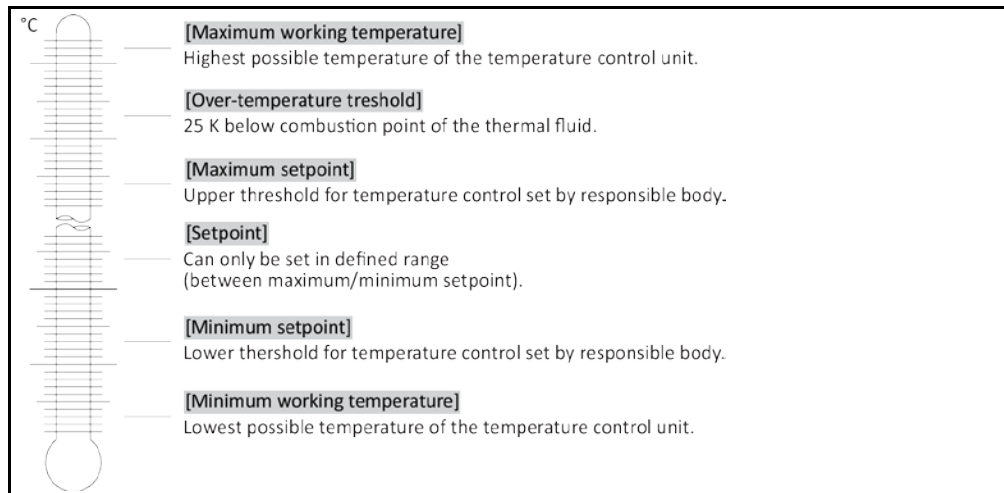 °C
[Maximum working temperature]
Highest possible temperature of the temperature control unit.
[Over-temperature treshold]
25 K below combustion point of the thermal fluid.
[Maximum setpoint]
Upper threshold for temperature control set by responsible body.
[Setpoint]
Can only be set in defined range
(between maximum/minimum setpoint).
[Minimum setpoint]
Lower thershold for temperature control set by responsible body.
[Minimum working temperature]
Lowest possible temperature of the temperature control unit.